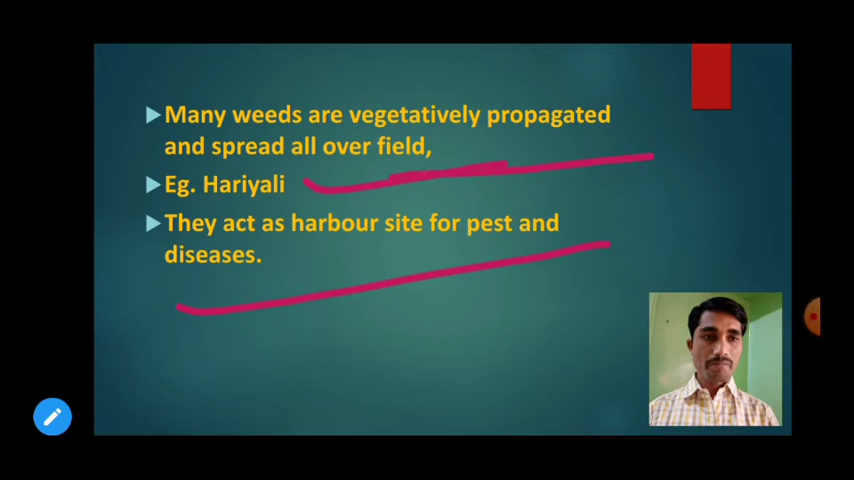 Many weeds are vegetatively propagated
and spread all over field,
Eg. Hariyali
They act as harbour site for pest and
diseases.